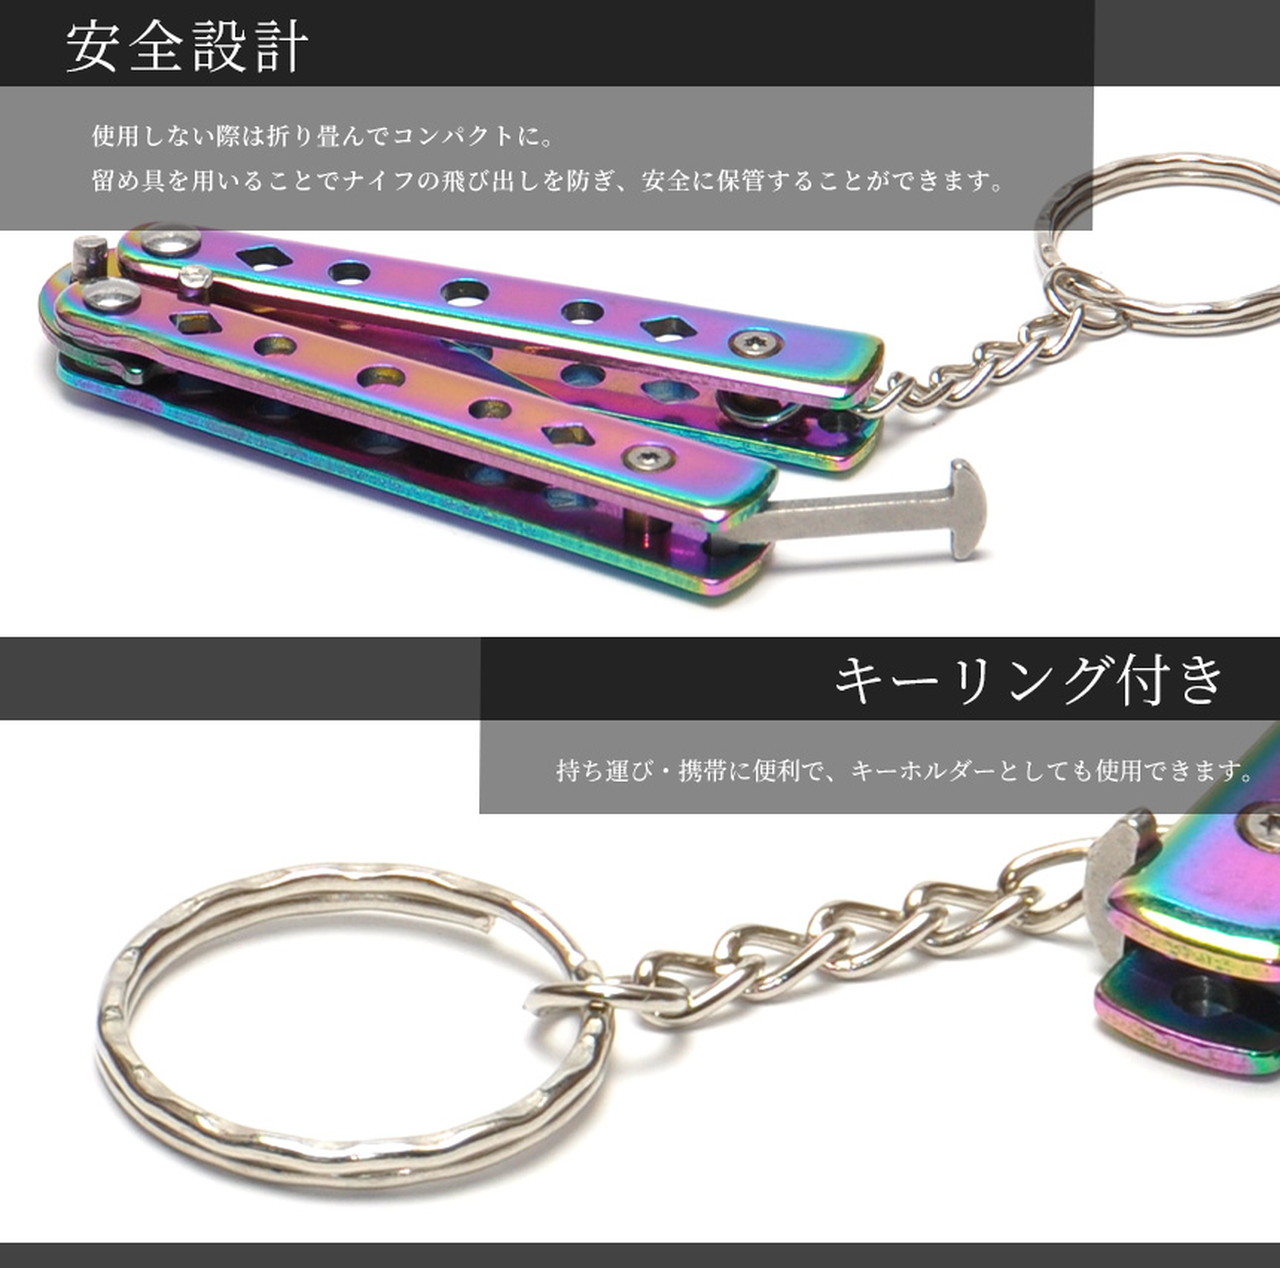 安全設計
使用しない際は折り畳んでコンパクトに。
留め具を用いることでナイフの飛び出しを防ぎ、安全に保管することができます。
キーリング付き
持ち運び・携帯に便利で、キーホルダーとしても使用できます。